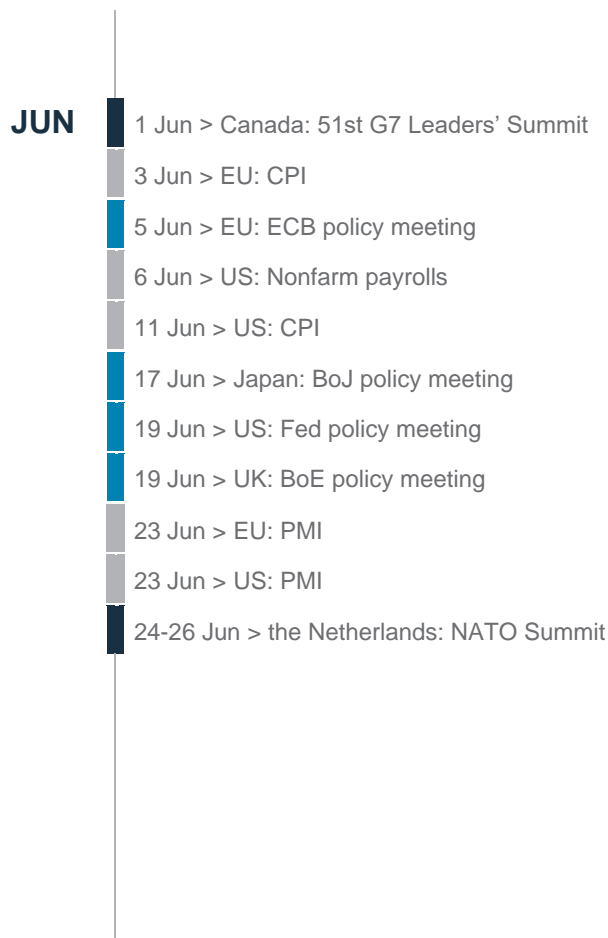 JUN
1 Jun > Canada: 51st G7 Leaders’ Summit
3 Jun > EU: CPI
5 Jun > EU: ECB policy meeting
6 Jun > US: Nonfarm payrolls
11 Jun > US: CPI
17 Jun > Japan: BoJ policy meeting
19 Jun > US: Fed policy meeting
19 Jun > UK: BoE policy meeting
23 Jun > EU: PMI
23 Jun > US: PMI
24-26 Jun > the Netherlands: NATO Summit